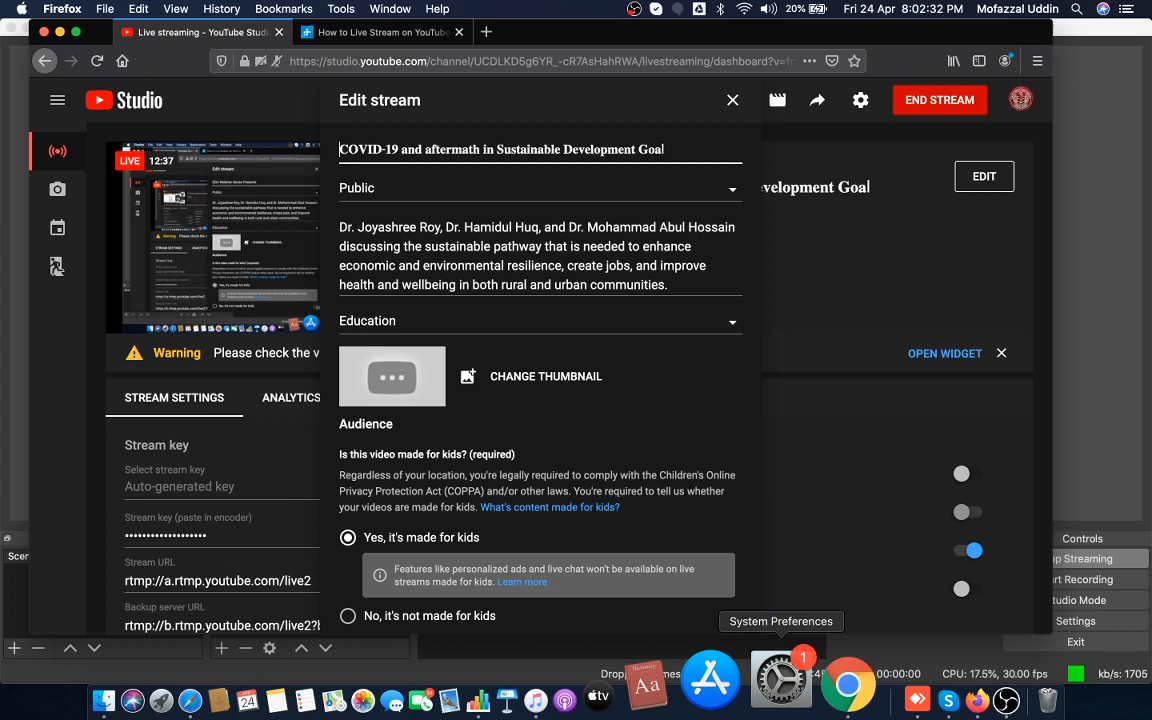 Firefox File Edit View History Bookmarks Tools Window Help 20% Fri 24 Apr 8:02:32 PM Mofazzal Uddin
Live streaming - YouTube Studi
How to Live Stream on YouTube
https://studio.youtube.com/channel/UCDLKD5g6YR_-cR7AsHahRWA/livestreaming/dashboard?v=
Studio
Edit stream
END STREAM
LIVE 12:37
COVID-19 and aftermath in Sustainable Development Goal
evelopment Goal
EDIT
Public
Dr. Joyashree Roy, Dr. Hamidul Huq, and Dr. Mohammad Abul Hossain
discussing the sustainable pathway that is needed to enhance
economic and environmental resilience, create jobs, and improve
health and wellbeing in both rural and urban communities.
Education
Warning Please check the v
OPEN WIDGET
CHANGE THUMBNAIL
STREAM SETTINGS
ANALYTICS
Audience
Stream key
Is this video made for kids? (required)
Select stream key
Auto-generated key
Regardless of your location, you're legally required to comply with the Children's Online
Privacy Protection Act (COPPA) and/or other laws. You're required to tell us whether
your videos are made for kids. What's content made for kids?
Stream key (paste in encoder)
••••••••••••••••••
Yes, it's made for kids
Controls
Scen
op Streaming
Stream URL
rtmp://a.rtmp.youtube.com/live2
Features like personalized ads and live chat won't be available on live
streams made for kids. Learn more
art Recording
tudio Mode
Backup server URL
rtmp://b.rtmp.youtube.com/live2?b
No, it's not made for kids
System Preferences
Settings
Exit
1
Aa
tv
Drop
mes
00:00:00
CPU: 17.5%, 30.00 fps
kb/s: 1705